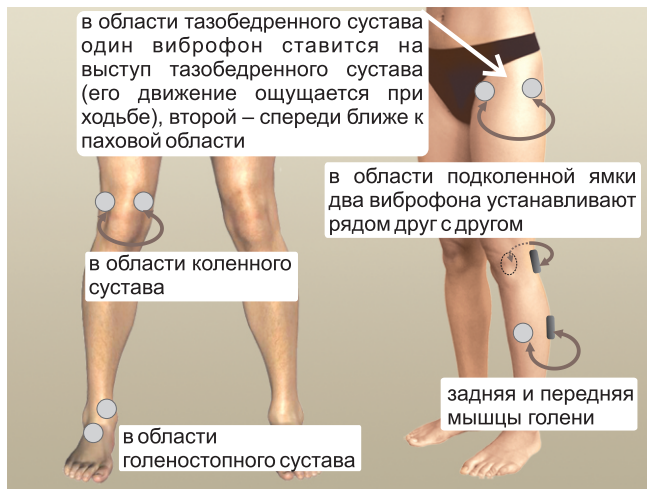 в области тазобедренного сустава
один виброфон ставится на
выступ тазобедренного сустава
(его движение ощущается при
ходьбе), второй – спереди ближе к
паховой области
в области подколенной ямки
два виброфона устанавливают
рядом друг с другом
в области коленного
сустава
задняя и передняя
мышцы голени
в области
голеностопного сустава